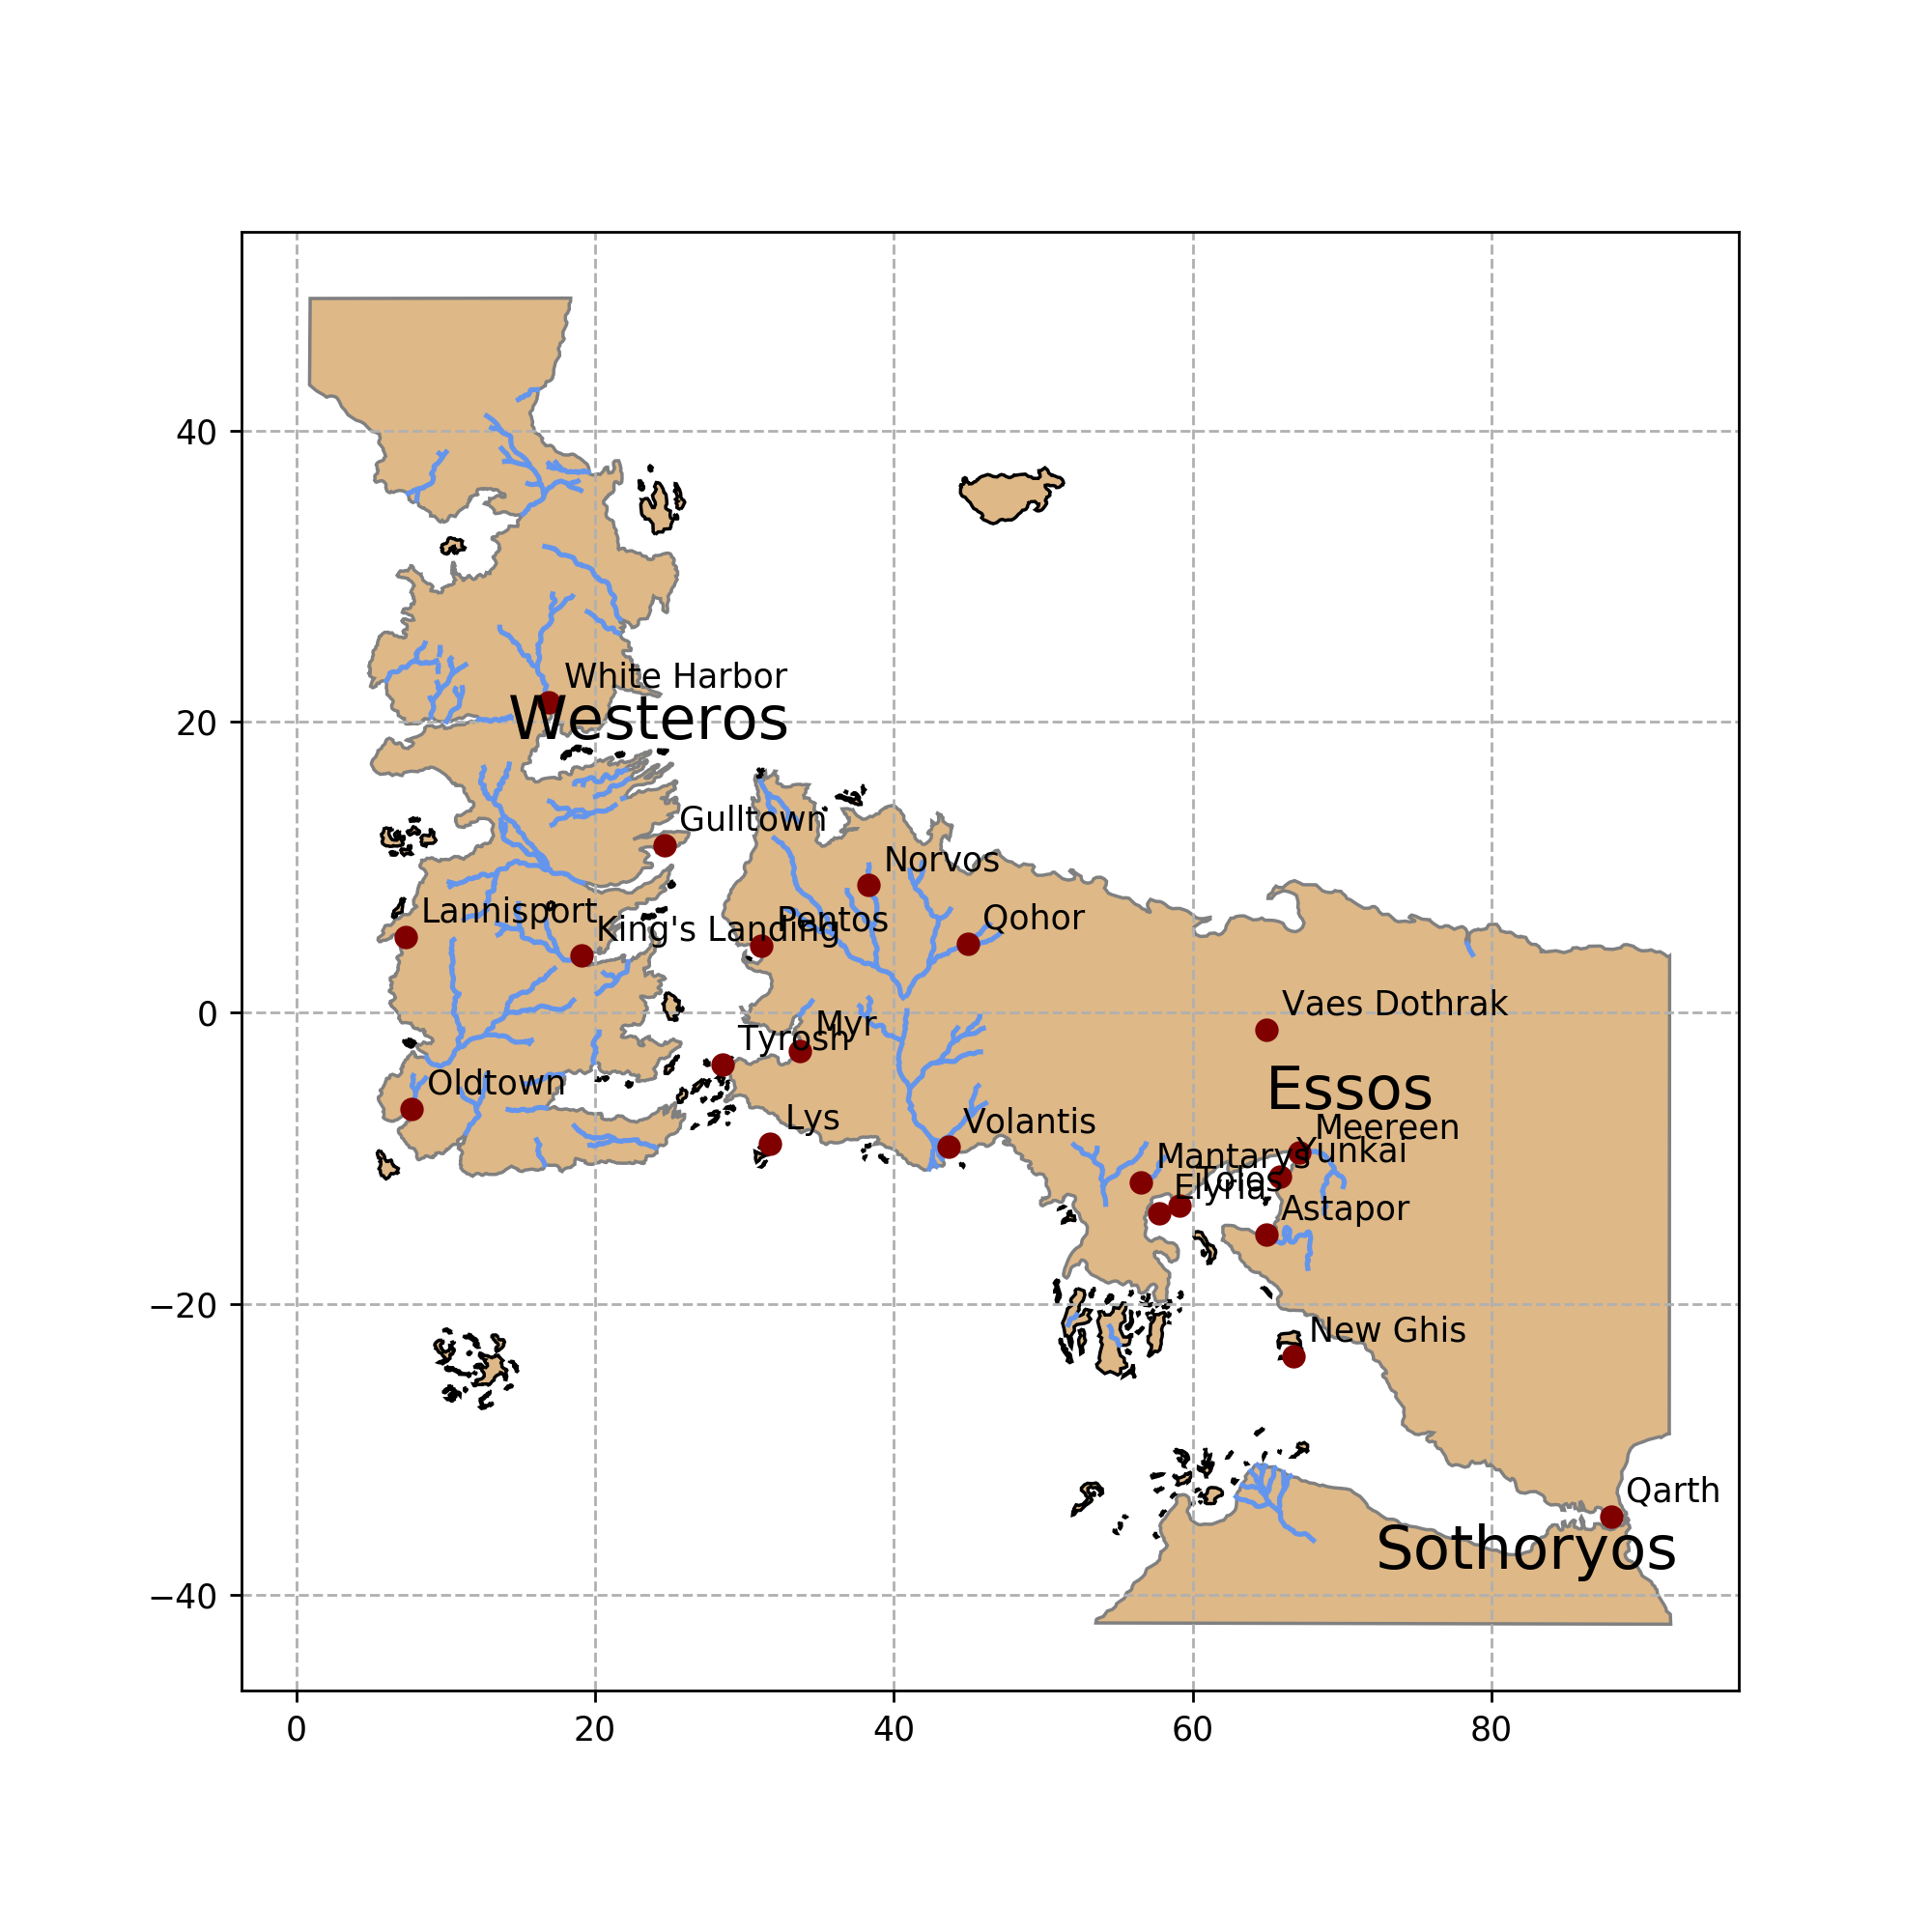 40
20
0
−20
−40
0
20
40
60
80
White Harbor
Westeros
Gulltown
Norvos
Lannisport
King's Landing
Pentos
Qohor
Vaes Dothrak
Myr
Tyrosh
Essos
Oldtown
Lys
Volantis
Meereen
Yunkai
Mantarys
Tolos
Elyria
Astapor
New Ghis
Qarth
Sothoryos